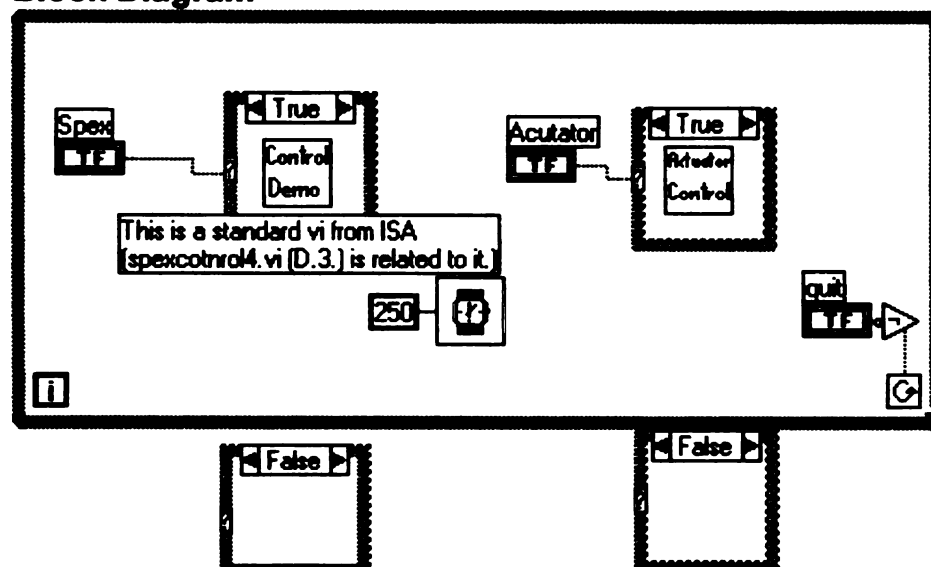 Block Diagram
Spex
TF
True
Control
Demo
Acutator
TF
True
Actuator
Control
This is a standard vi from ISA
(spexcotnrol4.vi (D.3.) is related to it.)
250
quit
TF
i
False
False